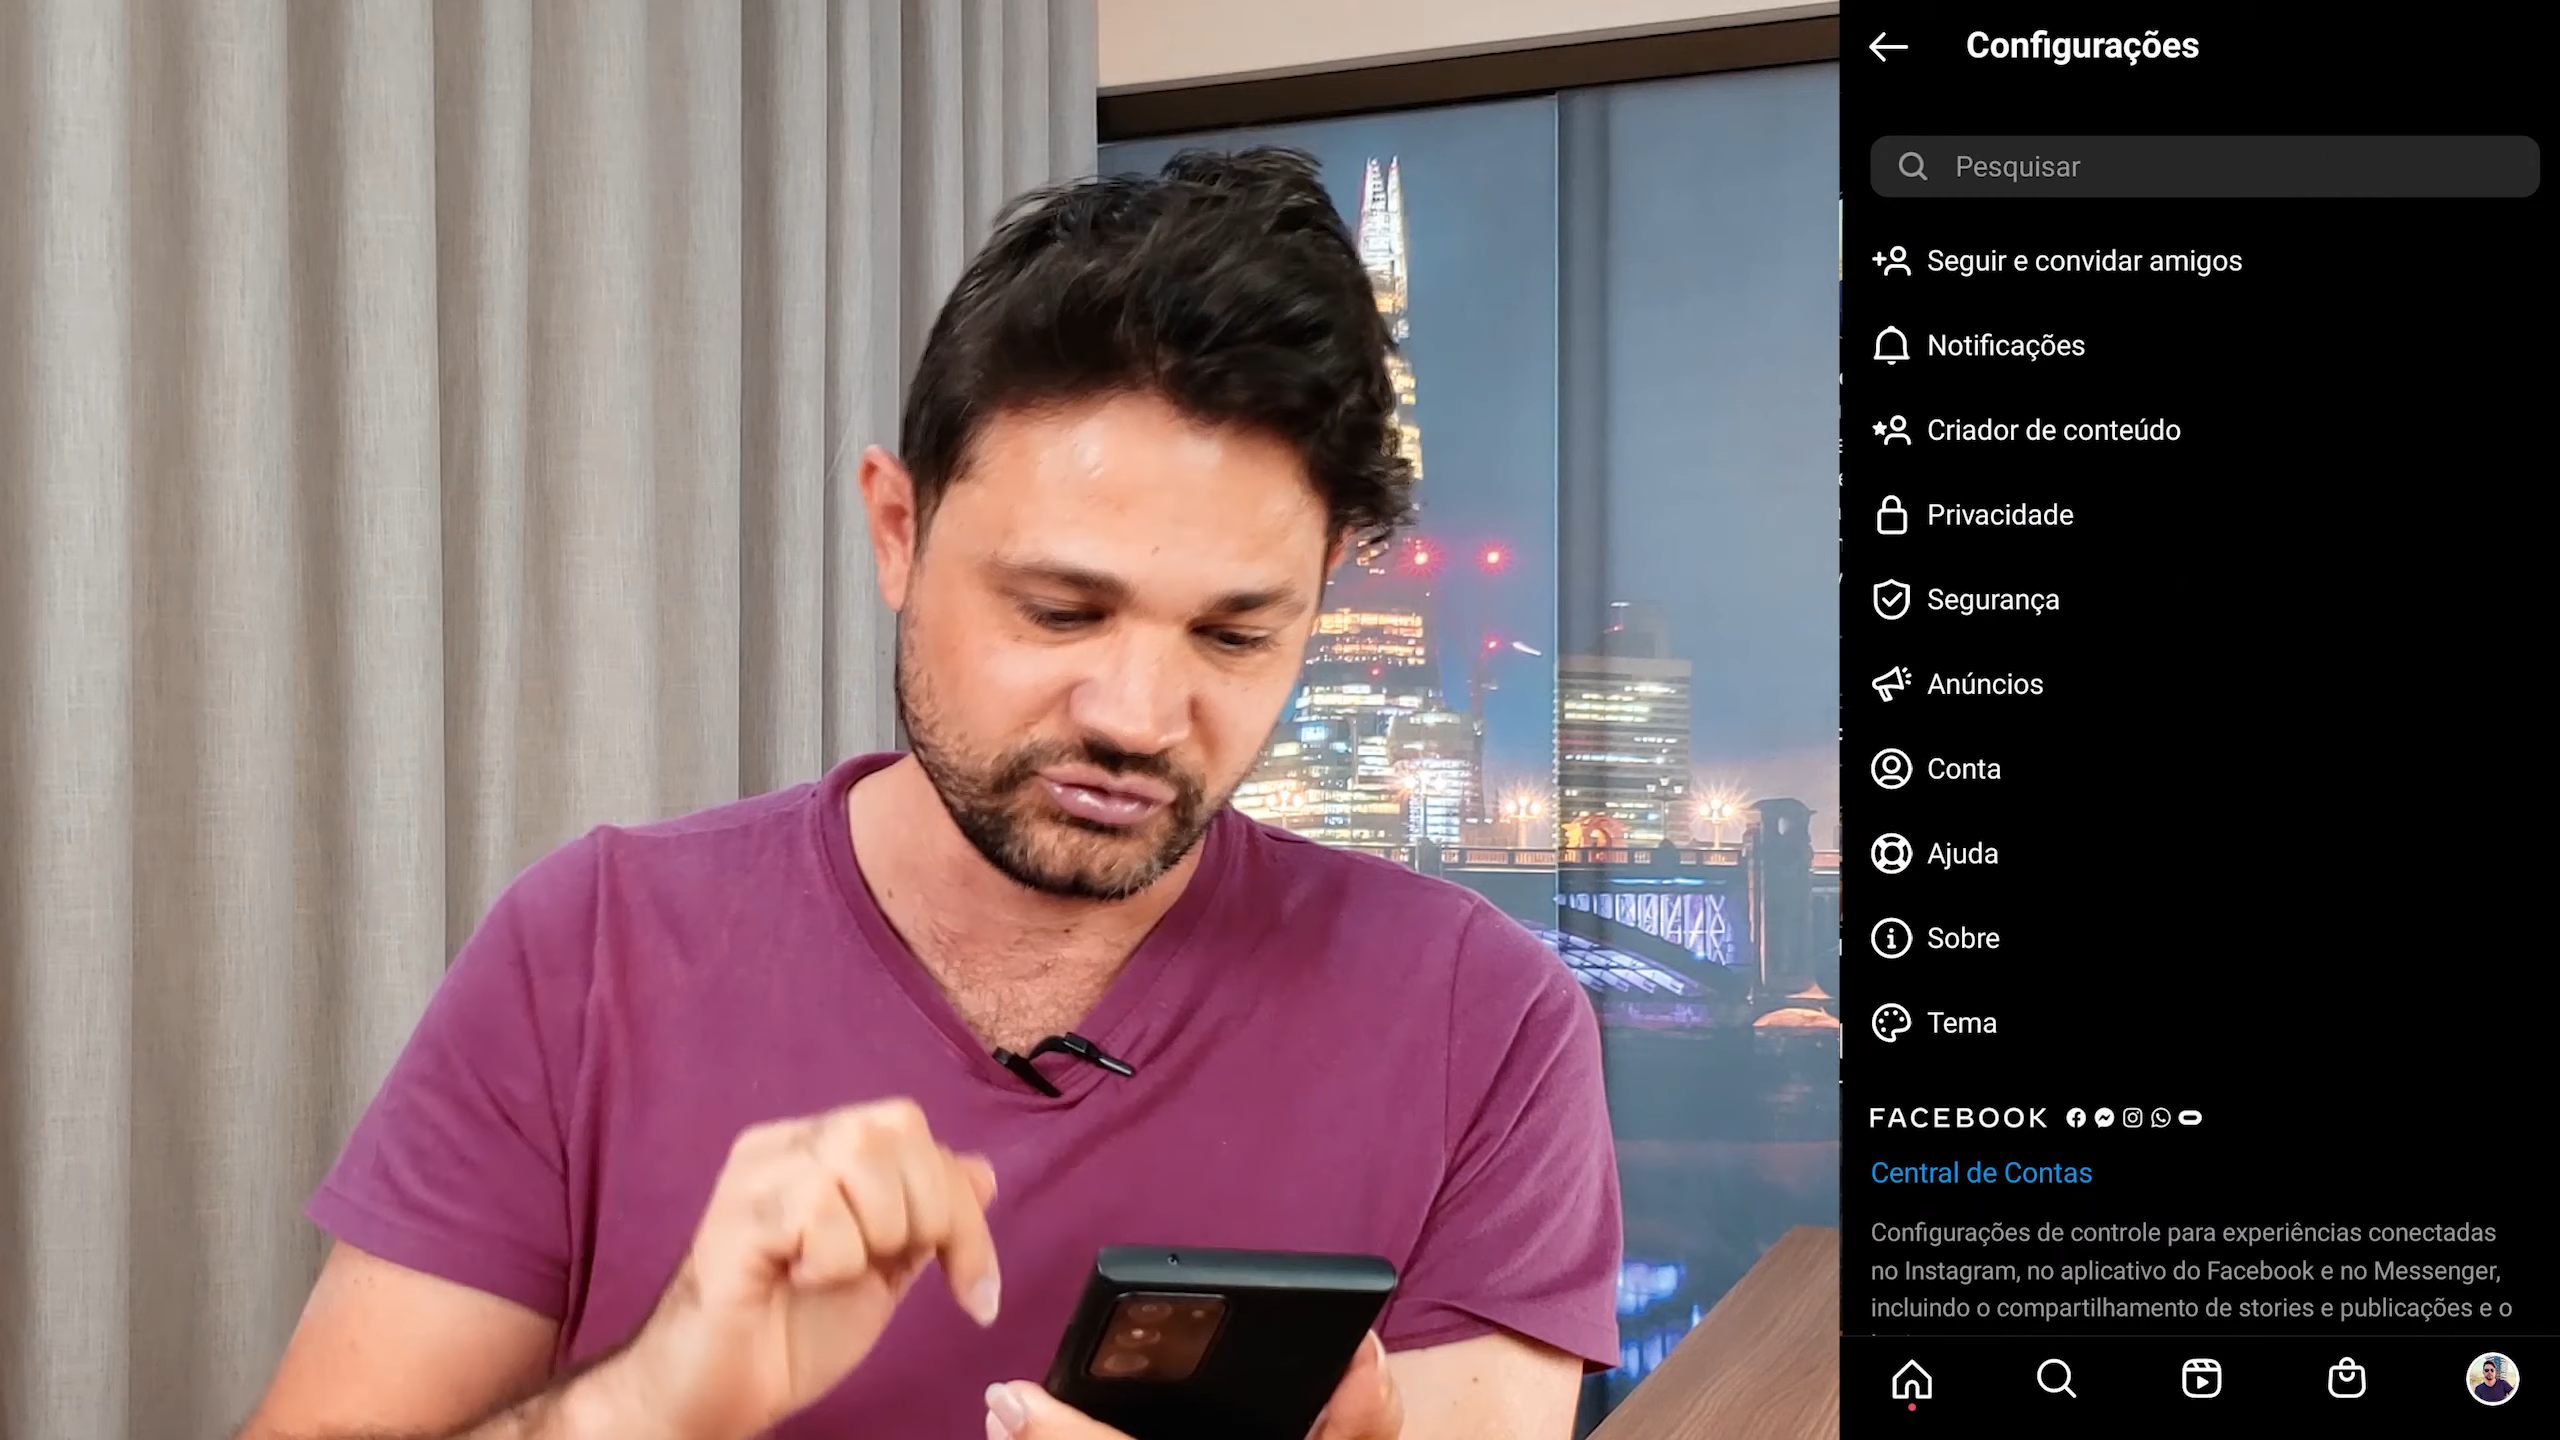 Configurações
Pesquisar
Seguir e convidar amigos
Notificações
Criador de conteúdo
Privacidade
Segurança
Anúncios
Conta
Ajuda
Sobre
Tema
FACEBOOK
Central de Contas
Configurações de controle para experiências conectadas
no Instagram, no aplicativo do Facebook e no Messenger,
incluindo o compartilhamento de stories e publicações e o